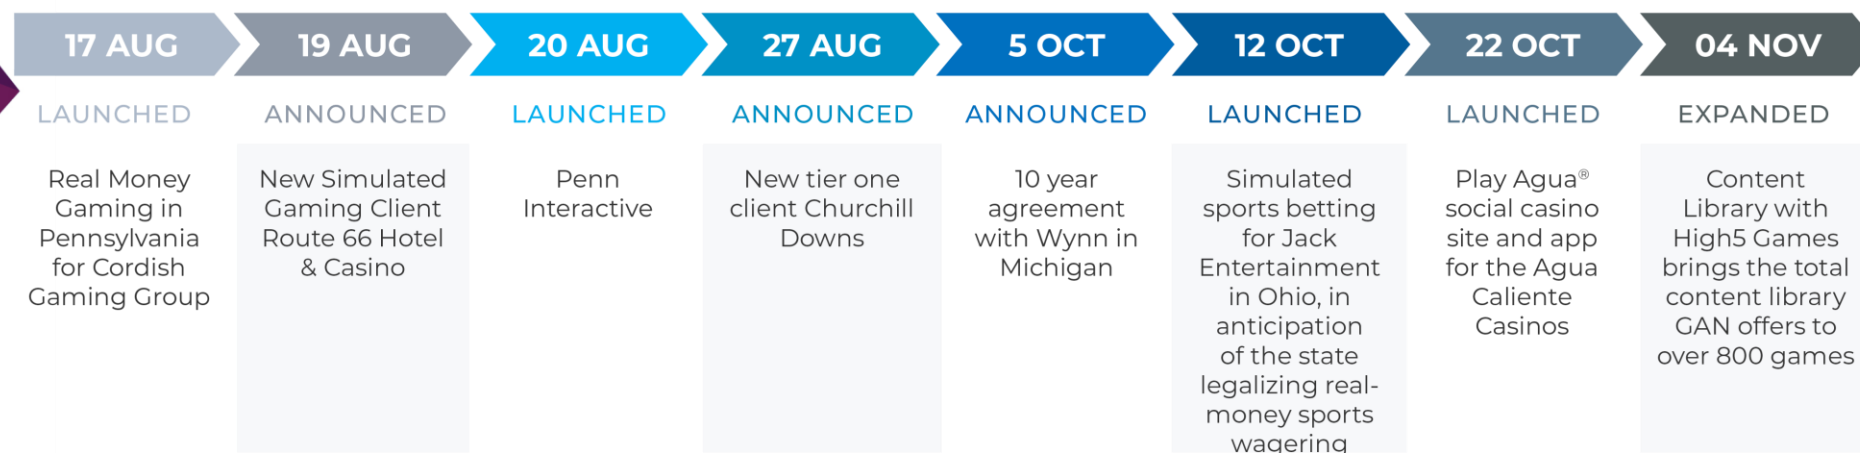 17 AUG
19 AUG
20 AUG
27 AUG
5 OCT
12 OCT
22 OCT
04 NOV
LAUNCHED
ANNOUNCED
LAUNCHED
ANNOUNCED
ANNOUNCED
LAUNCHED
LAUNCHED
EXPANDED
Real Money
Gaming in
Pennsylvania
for Cordish
Gaming Group
New Simulated
Gaming Client
Route 66 Hotel
& Casino
Penn
Interactive
New tier one
client Churchill
Downs
10 year
agreement
with Wynn in
Michigan
Simulated
sports betting
for Jack
Entertainment
in Ohio, in
anticipation
of the state
legalizing real-
money sports
wagering
Play Agua®
social casino
site and app
for the Agua
Caliente
Casinos
Content
Library with
High5 Games
brings the total
content library
GAN offers to
over 800 games